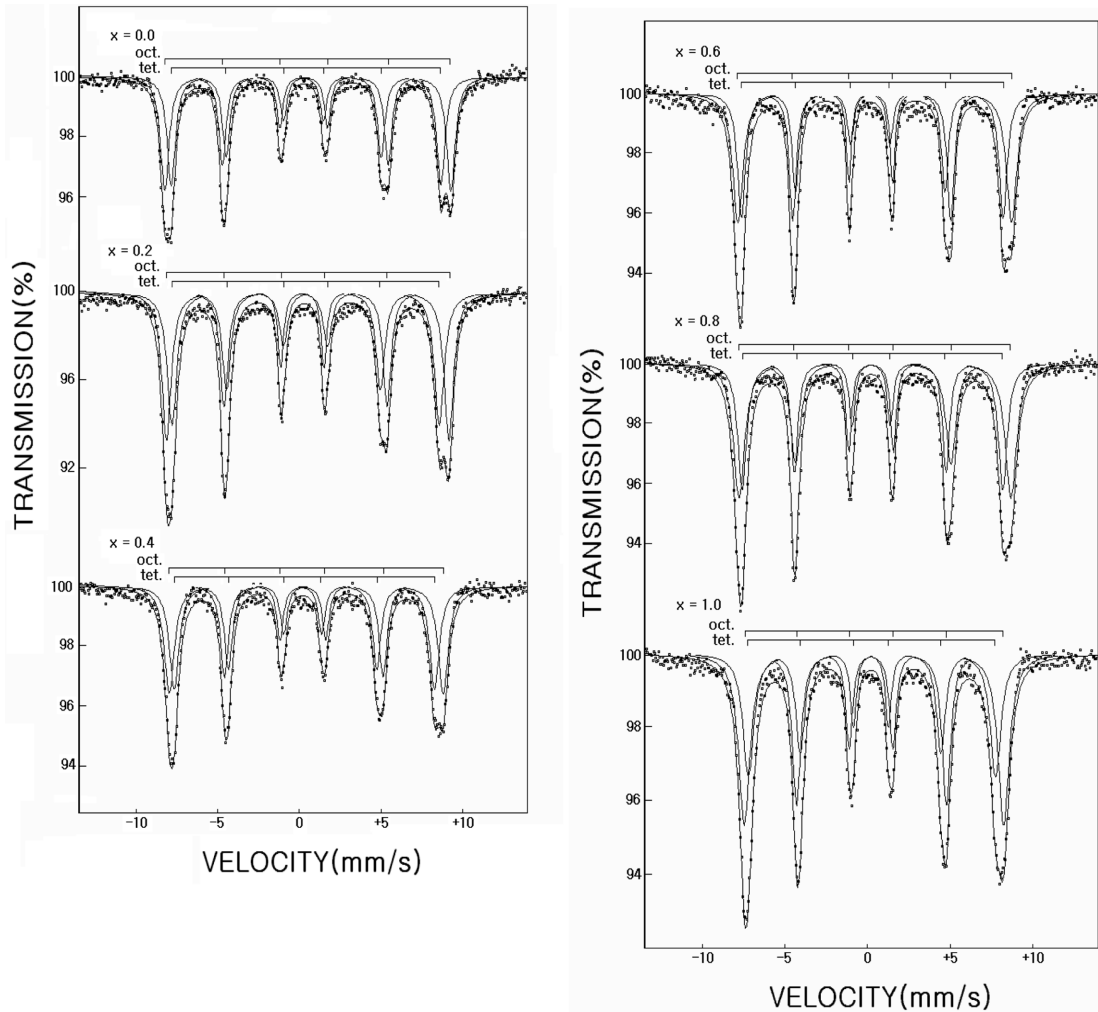 x = 0.0
oct.
tet.
100
98
96
x = 0.2
oct.
tet.
100
96
92
x = 0.4
oct.
tet.
100
98
96
94
−10
−5
0
+5
+10
VELOCITY(mm/s)
TRANSMISSION(%)
x = 0.6
oct.
tet.
100
98
96
94
x = 0.8
oct.
tet.
100
98
96
94
x = 1.0
oct.
tet.
100
98
96
94
−10
−5
0
+5
+10
VELOCITY(mm/s)
TRANSMISSION(%)